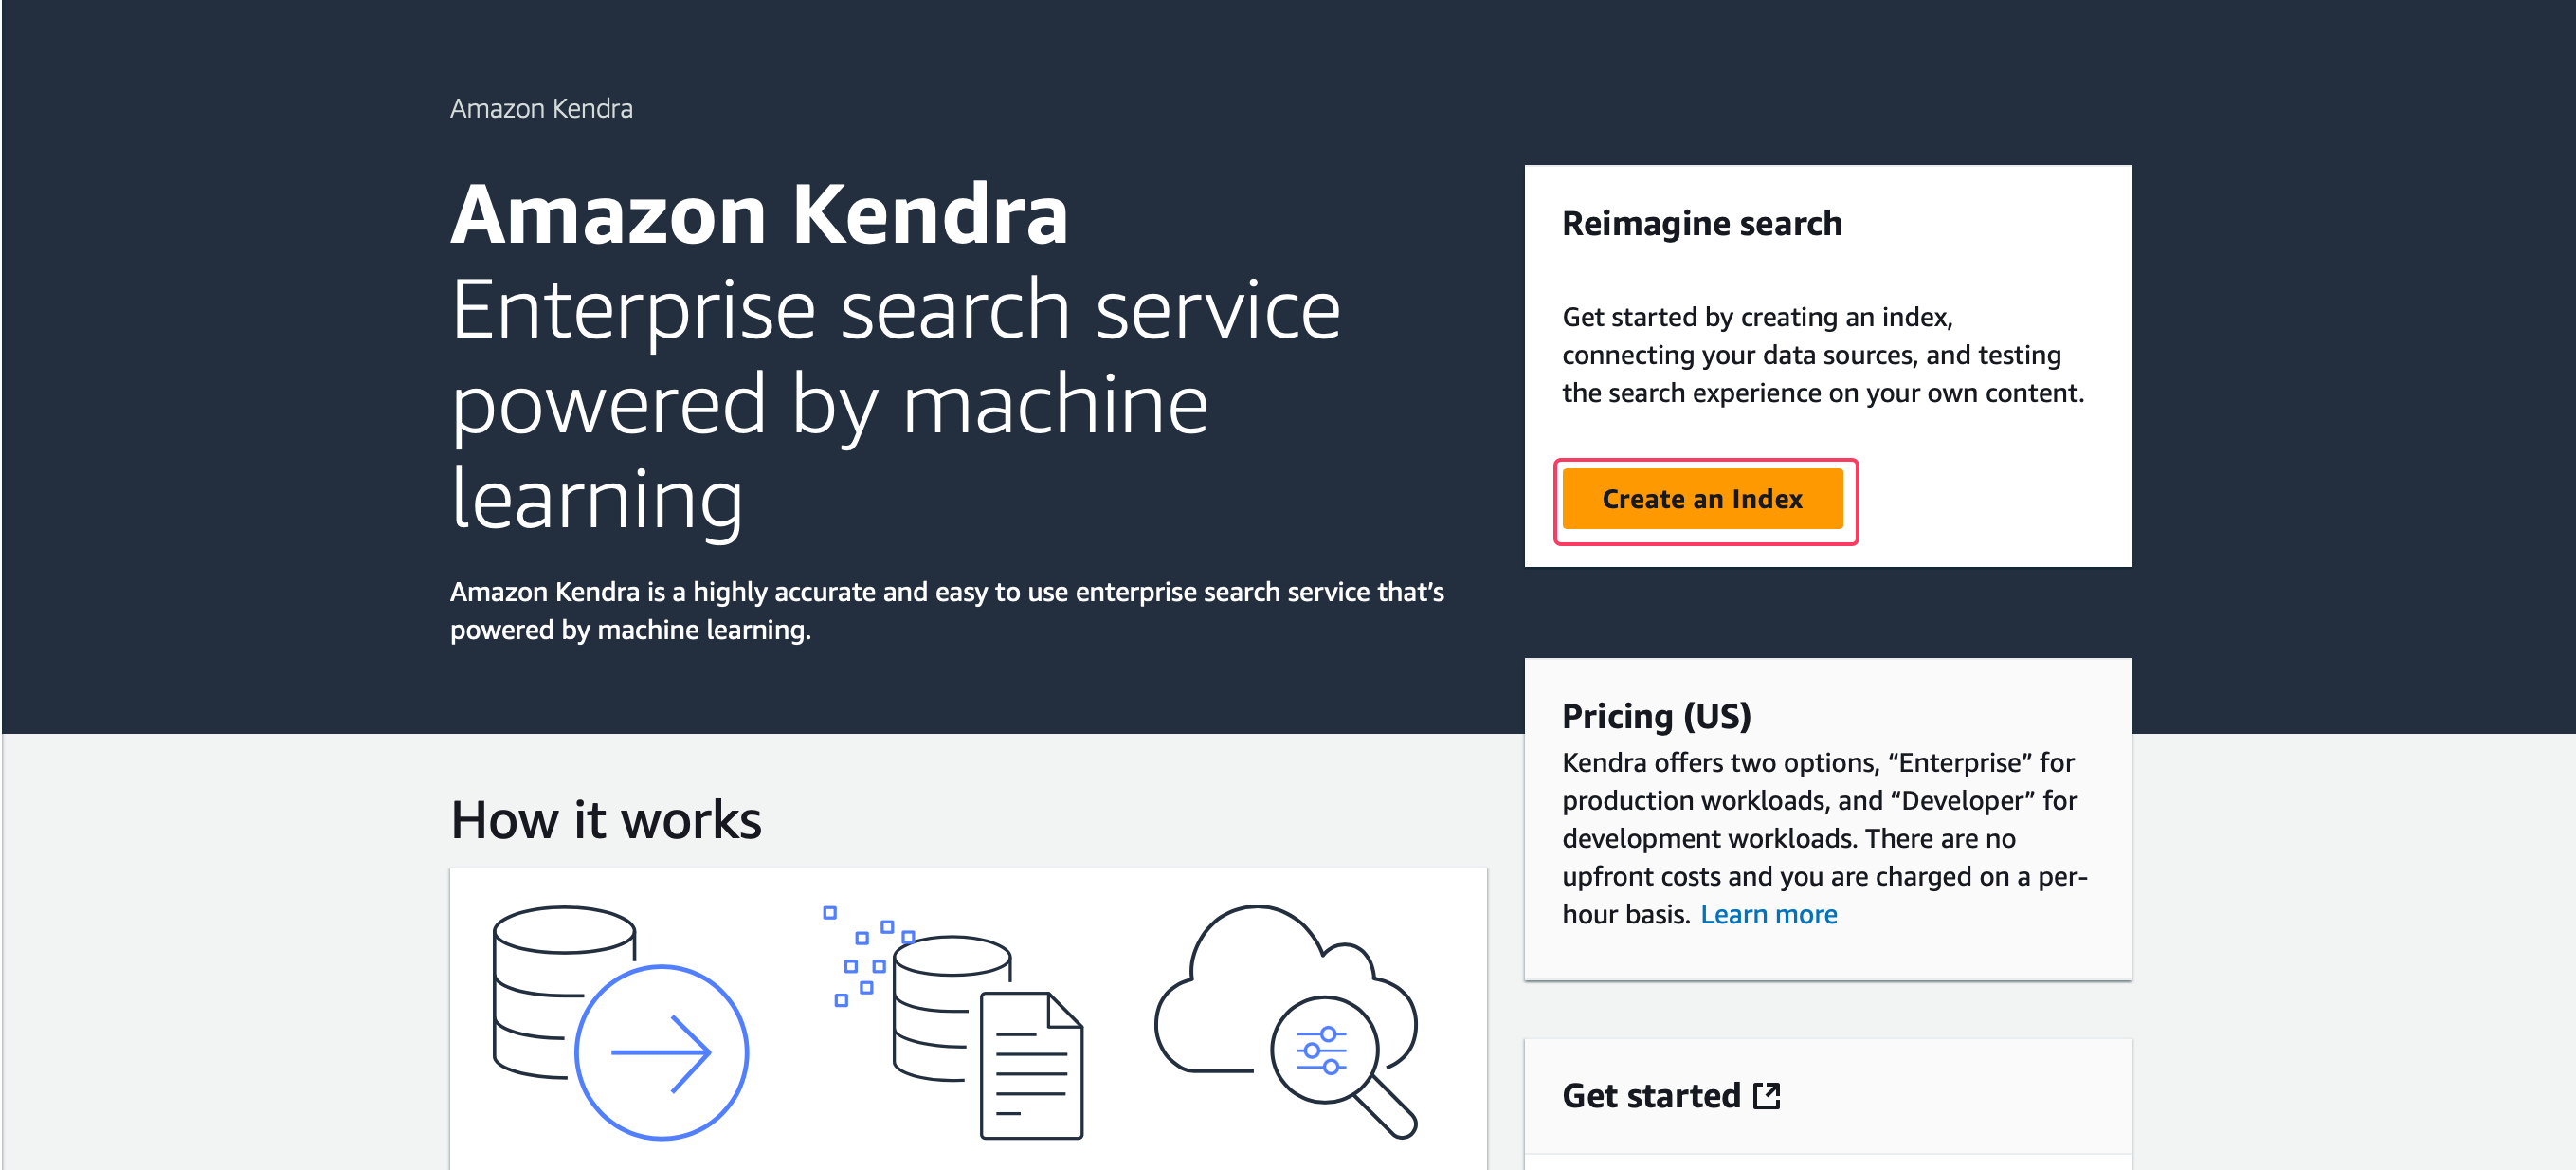 Amazon Kendra
Amazon Kendra
Enterprise search service
powered by machine
learning
Amazon Kendra is a highly accurate and easy to use enterprise search service that’s
powered by machine learning.
Reimagine search
Get started by creating an index,
connecting your data sources, and testing
the search experience on your own content.
Create an Index
Pricing (US)
Kendra offers two options, “Enterprise” for
production workloads, and “Developer” for
development workloads. There are no
upfront costs and you are charged on a per-
hour basis. Learn more
How it works
Get started